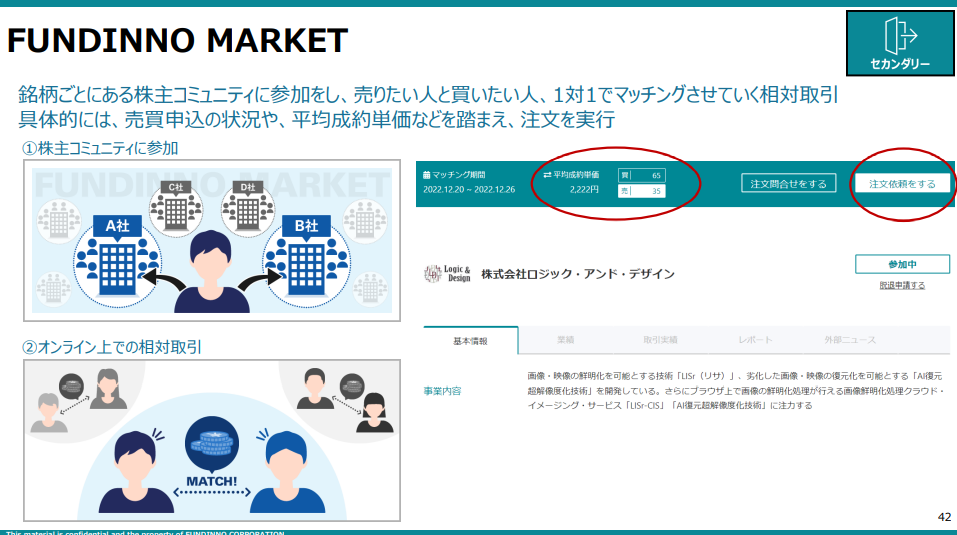 FUNDINNO MARKET
セカンダリー
銘柄ごとにある株主コミュニティに参加をし、売りたい人と買いたい人、1対1でマッチングさせていく相対取引
具体的には、売買申込の状況や、平均成約単価などを踏まえ、注文を実行
①株主コミュニティに参加
FUNDINNO MARKET
C社
D社
A社
B社
②オンライン上での相対取引
MATCH!
マッチング期間
2022.12.20 ~ 2022.12.26
平均成約単価
2,222円
買 65
売 35
注文問合せをする
注文依頼をする
Logic & Design
株式会社ロジック・アンド・デザイン
参加中
脱退申請する
基本情報
業績
取引実績
レポート
外部ニュース
事業内容
画像・映像の鮮明化を可能とする技術「LISr（リサ）」、劣化した画像・映像の復元化を可能とする「AI復元
超解像度化技術」を開発している。さらにブラウザ上で画像の鮮明化処理が行える画像鮮明化処理クラウド・
イメージング・サービス「LISr-CIS」「AI復元超解像度化技術」に注力する
42
This material is confidential and the property of FUNDINNO CORPORATION